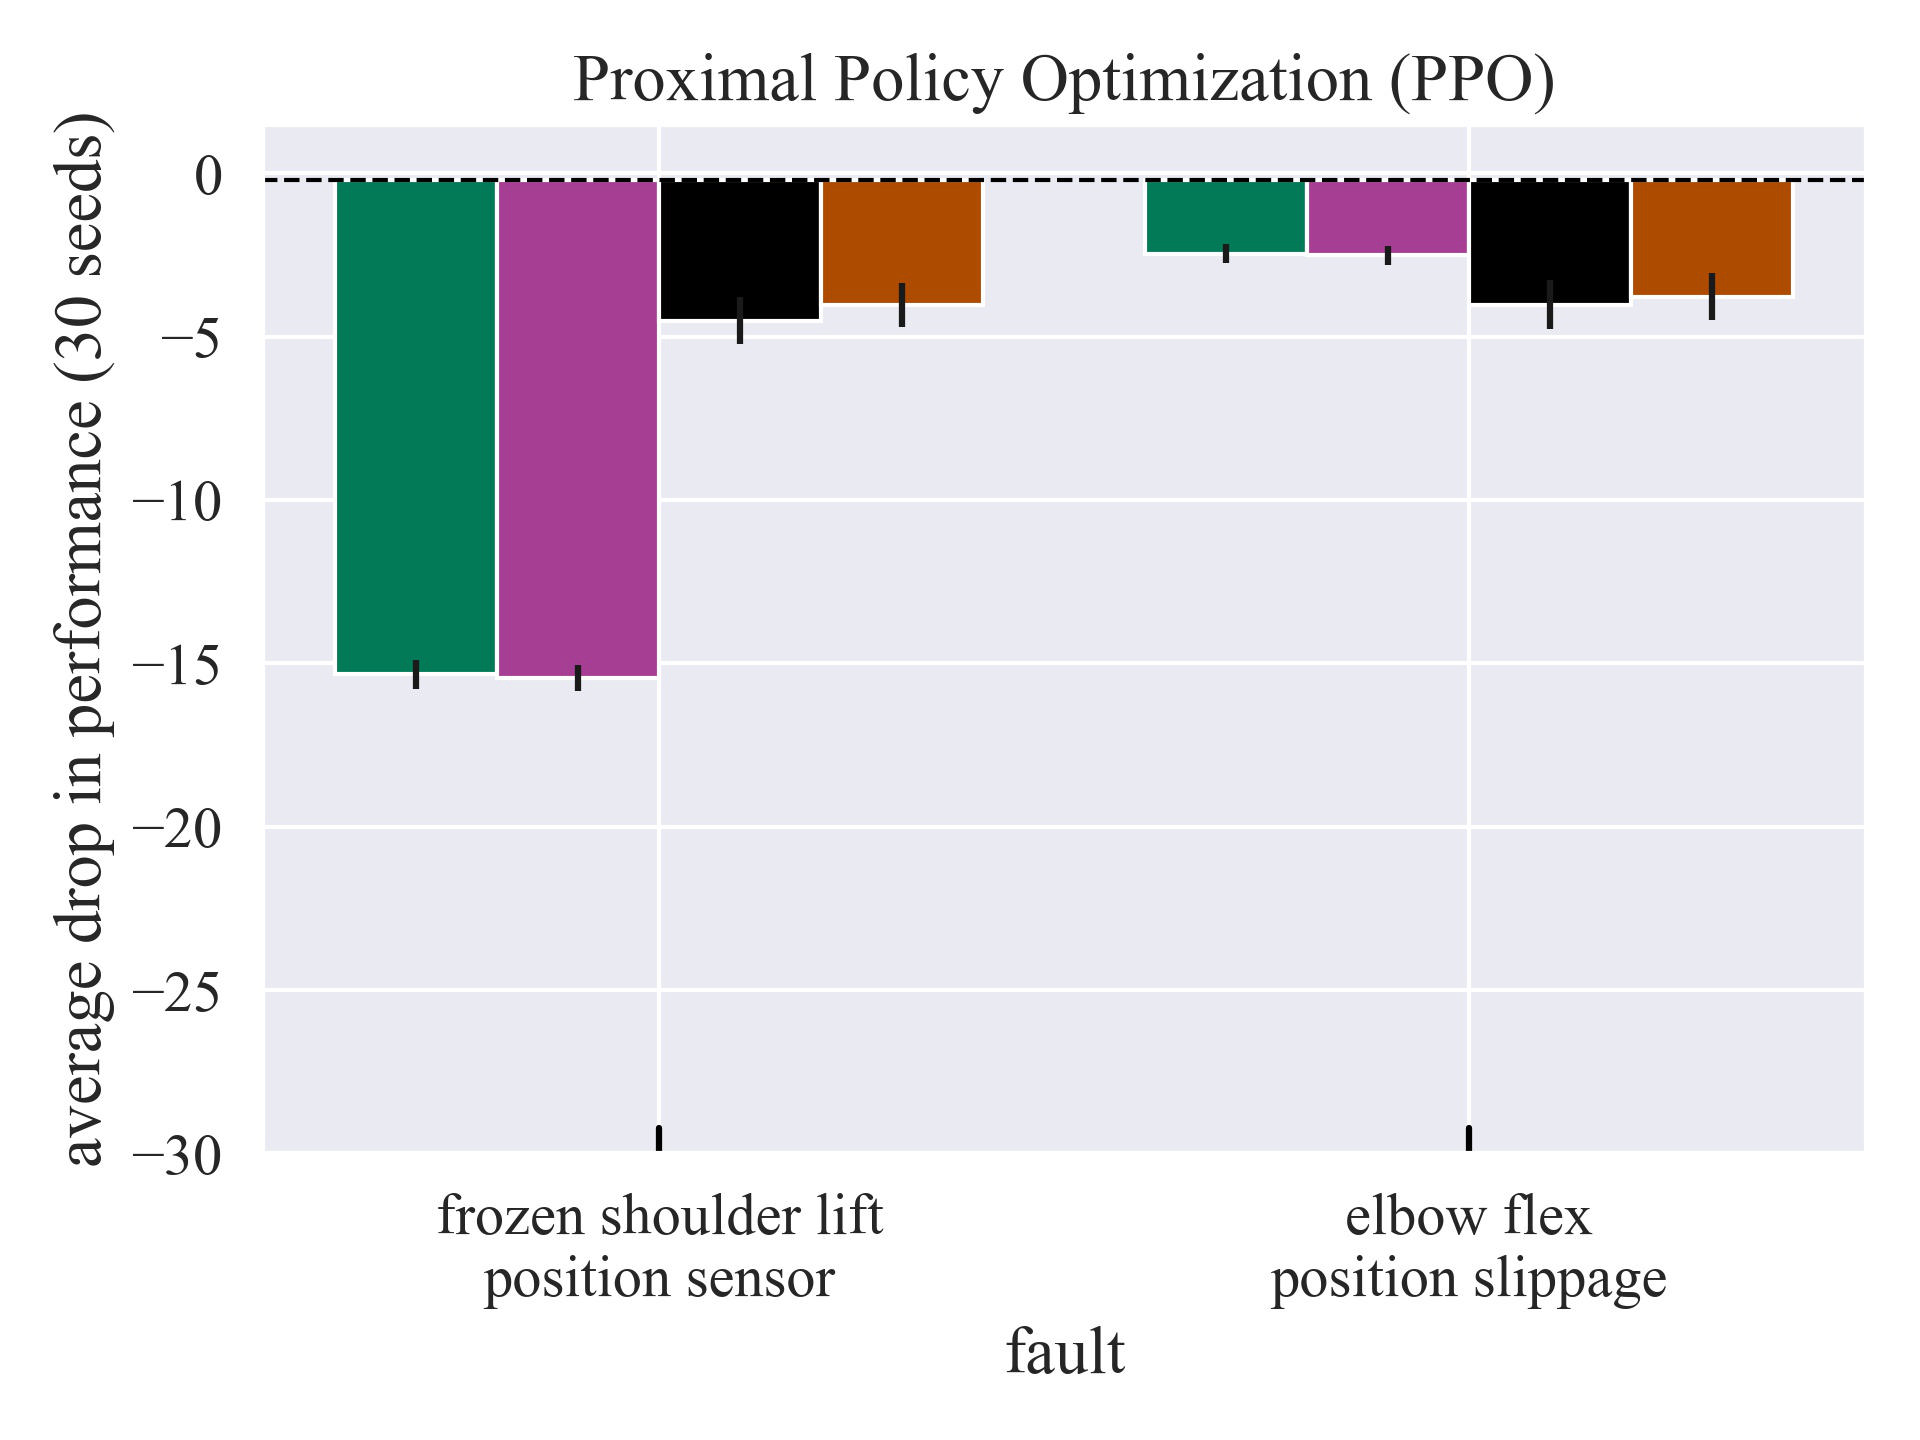 Proximal Policy Optimization (PPO)
average drop in performance (30 seeds)
0
−5
−10
−15
−20
−25
−30
frozen shoulder lift
position sensor
elbow flex
position slippage
fault